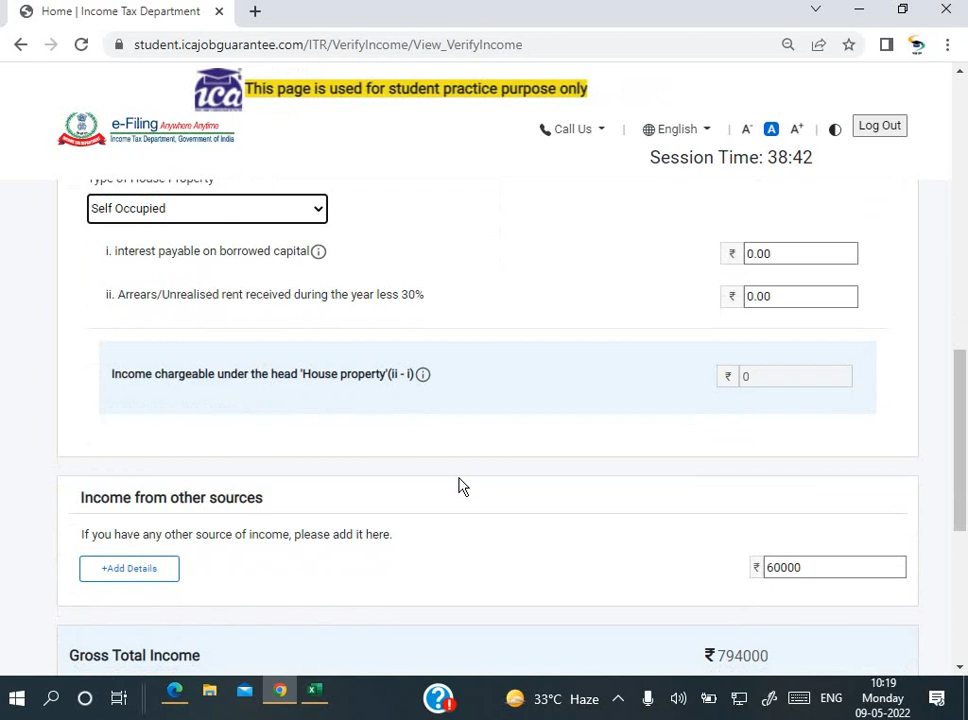 Home | Income Tax Department
student.icajobguarantee.com/ITR/VerifyIncome/View_VerifyIncome
ica
This page is used for student practice purpose only
e-Filing Anywhere Anytime
Income Tax Department, Government of India
Call Us
English
A-
A
A+
Log Out
Session Time: 38:42
Type of House Property
Self Occupied
i. interest payable on borrowed capital
₹ 0.00
ii. Arrears/Unrealised rent received during the year less 30%
₹ 0.00
Income chargeable under the head 'House property'(ii - i)
₹ 0
Income from other sources
If you have any other source of income, please add it here.
+Add Details
₹ 60000
Gross Total Income
₹794000
33°C Haze
ENG
10:19
Monday
09-05-2022